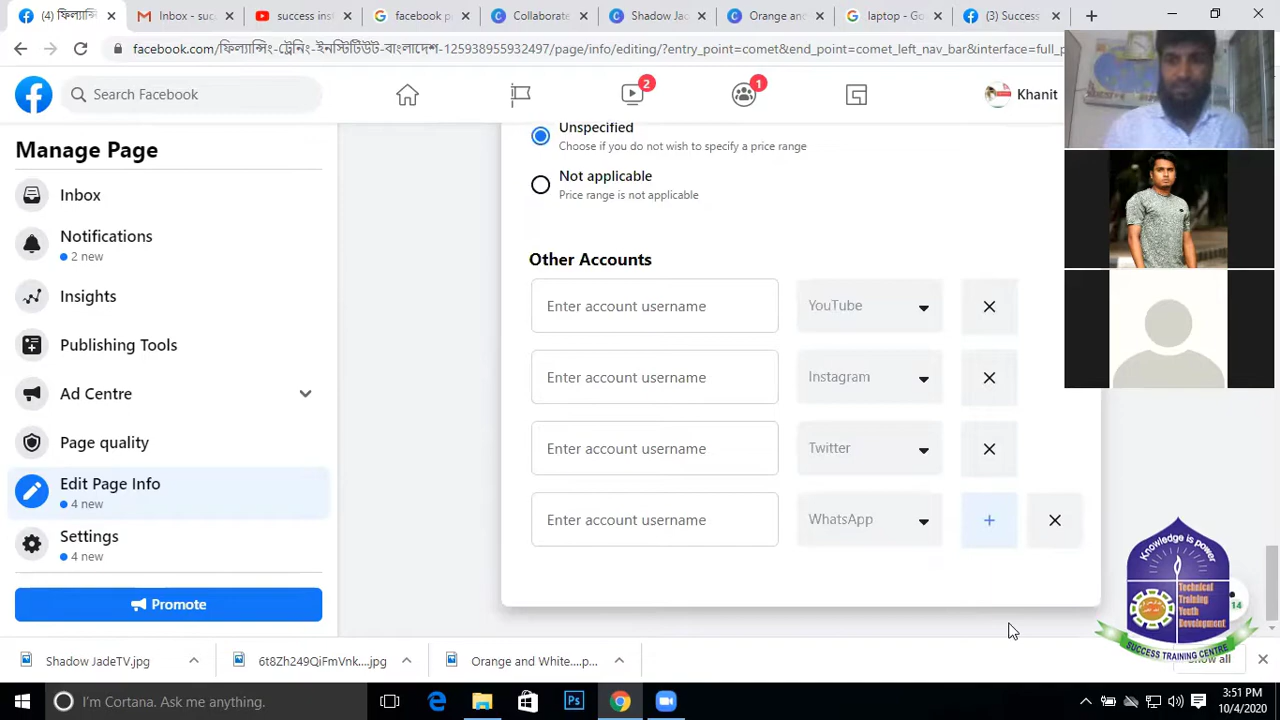 (4) ফিল্যান্সিং
Inbox - suc
success inst
facebook p
Collaborate
Shadow Jad
Orange and
laptop - Go
(3) Success
facebook.com/ফিল্যান্সিং-ট্রেনিং-ইনস্টিটিউট-বাংলাদেশ-125938955932497/page/info/editing/?entry_point=comet&end_point=comet_left_nav_bar&interface=full_p
Search Facebook
2
1
Khanit
Manage Page
Inbox
Notifications
2 new
Insights
Publishing Tools
Ad Centre
Page quality
Edit Page Info
4 new
Settings
4 new
Promote
Unspecified
Choose if you do not wish to specify a price range
Not applicable
Price range is not applicable
Other Accounts
Enter account username YouTube
Enter account username Instagram
Enter account username Twitter
Enter account username WhatsApp
Knowledge is power
Technical
Training
Youth
Development
SUCCESS TRAINING CENTRE
14
Shadow JadeTV.jpg
6t8Zh249QiFmVnk....jpg
Orange and White....p...
Show all
I'm Cortana. Ask me anything.
3:51 PM
10/4/2020